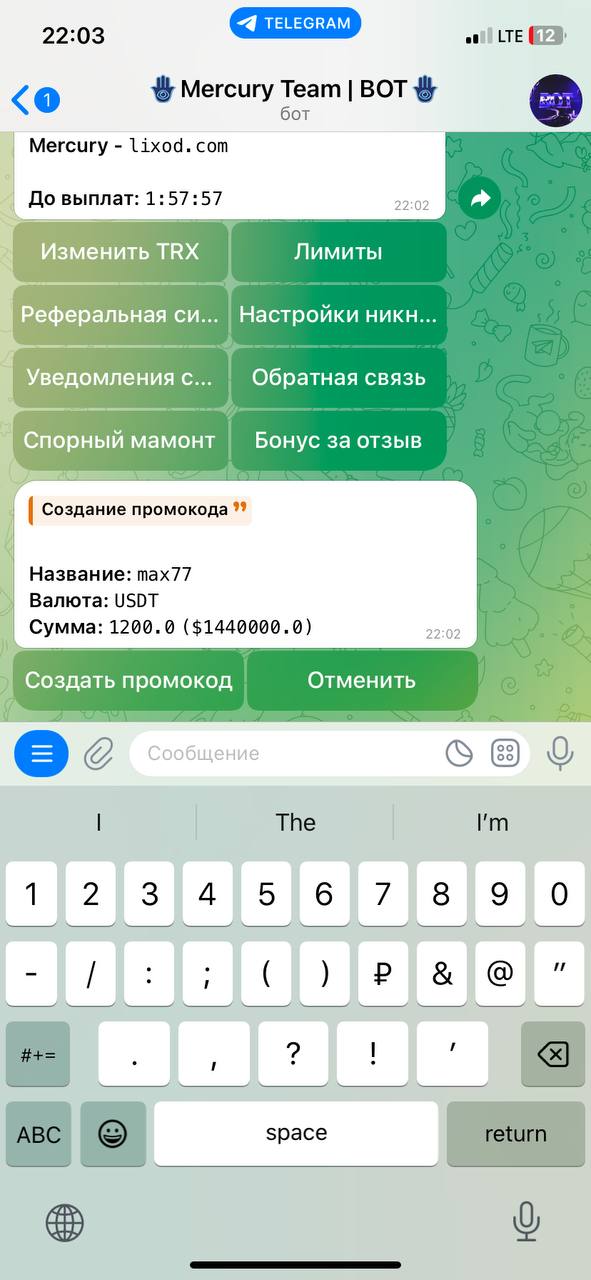 22:03
TELEGRAM
LTE
12
1
Mercury Team | BOT
бот
BOT
Mercury - lixod.com
До выплат: 1:57:57
22:02
Изменить TRX
Лимиты
Реферальная си...
Настройки никн...
Уведомления с...
Обратная связь
Спорный мамонт
Бонус за отзыв
Создание промокода
Название: max77
Валюта: USDT
Сумма: 1200.0 ($1440000.0)
22:02
Создать промокод
Отменить
Сообщение
I
The
I'm
1 2 3 4 5 6 7 8 9 0
- / : ; ( ) ₽ & @ "
#+= . , ? ! '
ABC
space
return